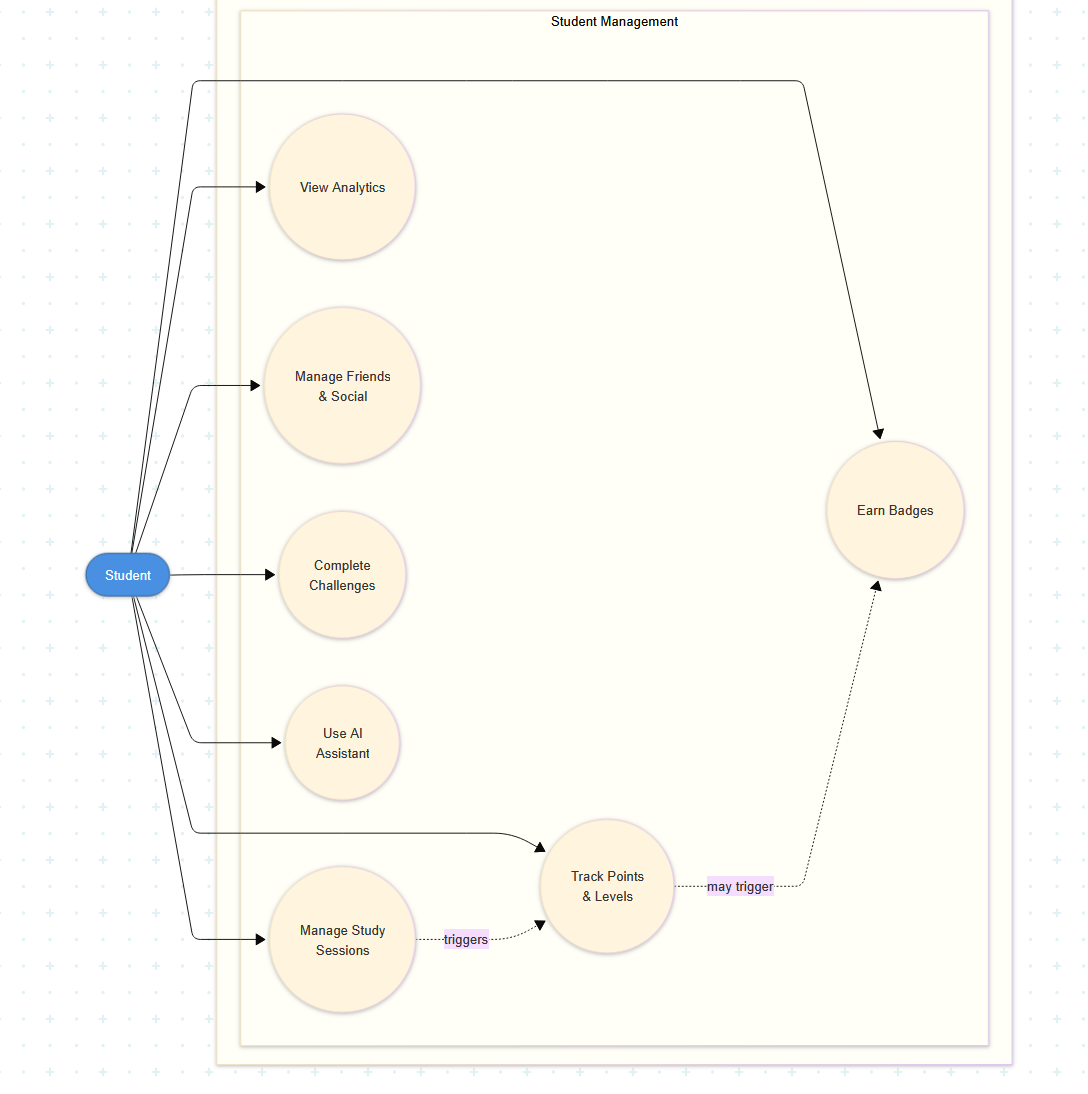 Student Management
View Analytics
Manage Friends
& Social
Earn Badges
Complete
Challenges
Student
Use AI
Assistant
Track Points
& Levels
may trigger
Manage Study
Sessions
triggers